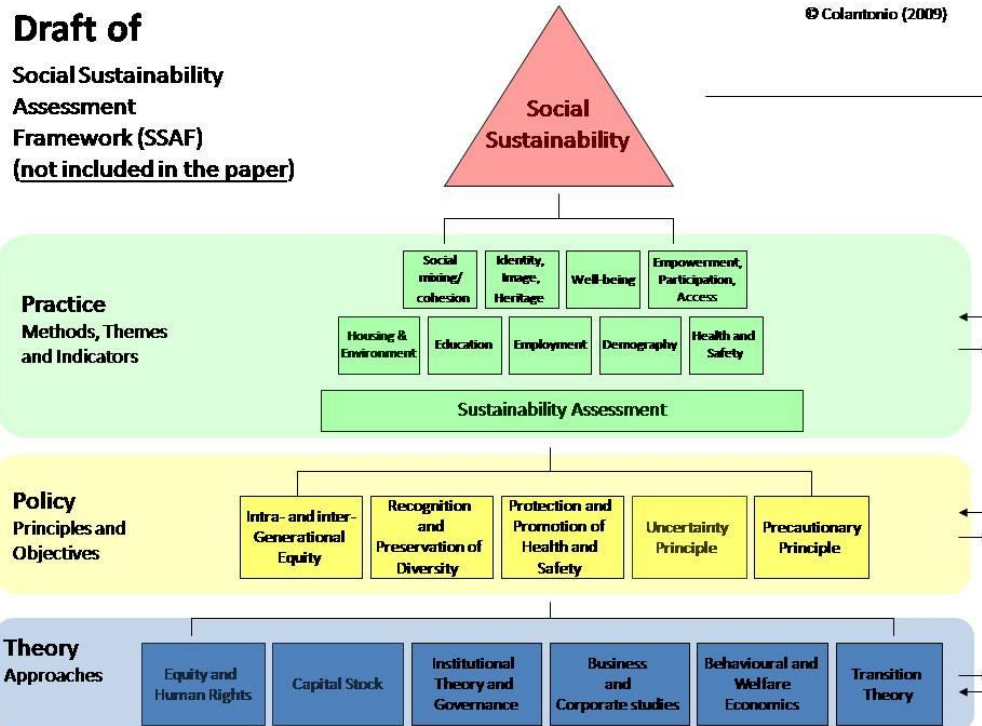 Draft of
Social Sustainability
Assessment
Framework (SSAF)
(not included in the paper)
© Colantonio (2009)
Social
Sustainability
Practice
Methods, Themes
and Indicators
Social
mixing/
cohesion
Identity,
Image,
Heritage
Well-being
Empowerment,
Participation,
Access
Housing &
Environment
Education
Employment
Demography
Health and
Safety
Sustainability Assessment
Policy
Principles and
Objectives
Intra- and inter-
Generational
Equity
Recognition
and
Preservation of
Diversity
Protection and
Promotion of
Health and
Safety
Uncertainty
Principle
Precautionary
Principle
Theory
Approaches
Equity and
Human Rights
Capital Stock
Institutional
Theory and
Governance
Business
and
Corporate studies
Behavioural and
Welfare
Economics
Transition
Theory